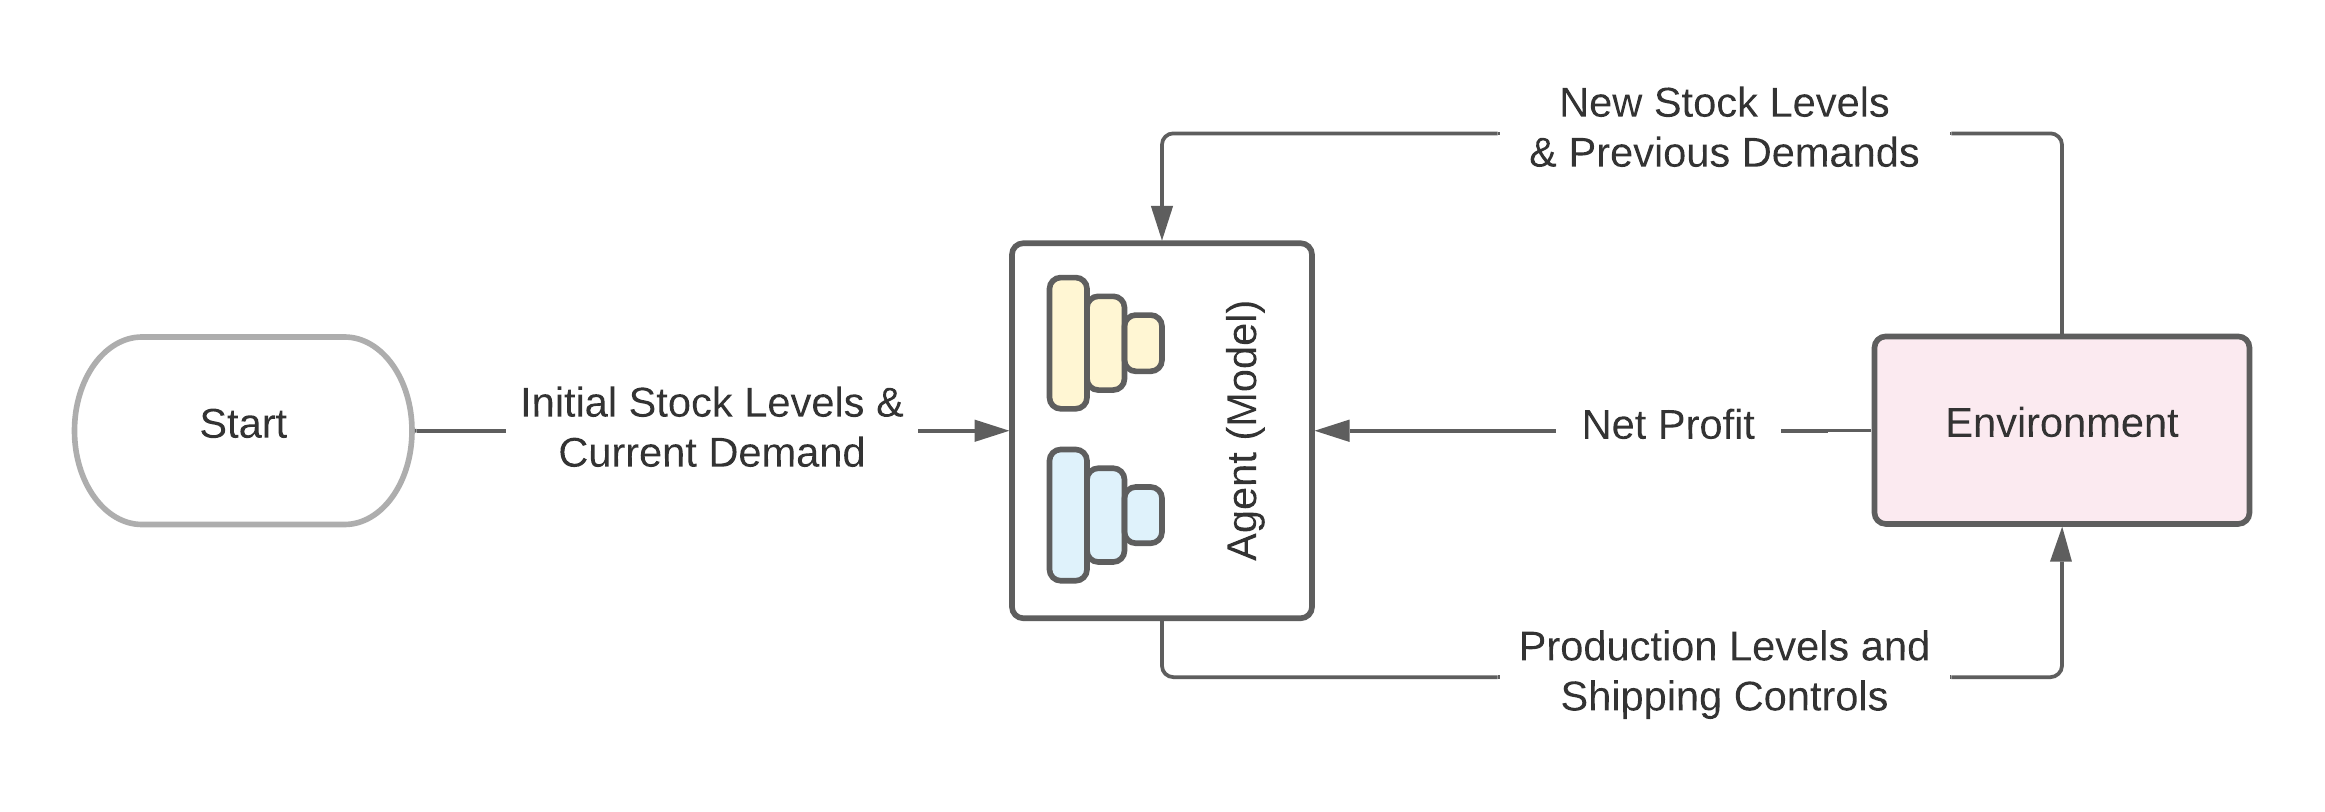 New Stock Levels
& Previous Demands
Start
Initial Stock Levels &
Current Demand
Agent (Model)
Net Profit
Environment
Production Levels and
Shipping Controls